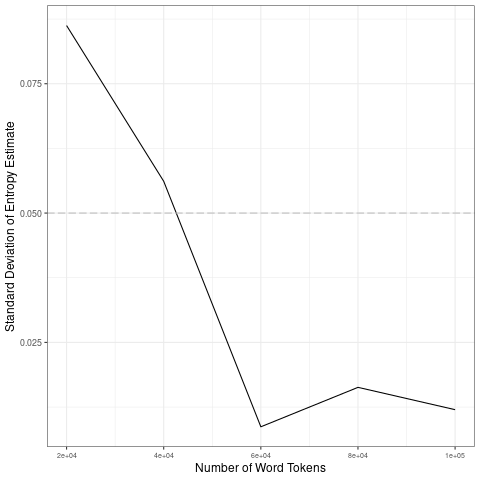 Standard Deviation of Entropy Estimate
0.075
0.050
0.025
2e+04 4e+04 6e+04 8e+04 1e+05
Number of Word Tokens